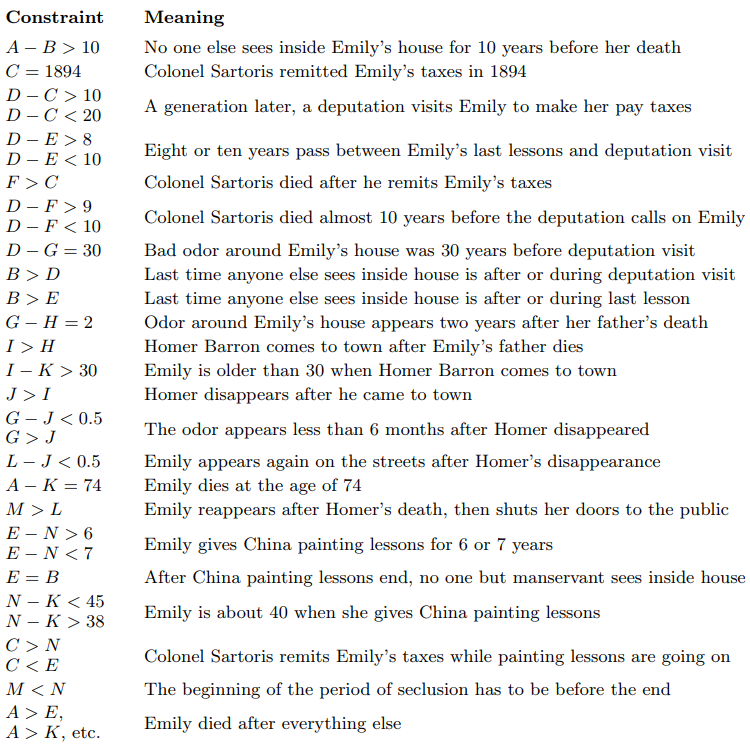 Constraint Meaning
A − B > 10 No one else sees inside Emily's house for 10 years before her death
C = 1894 Colonel Sartoris remitted Emily's taxes in 1894
D − C > 10
D − C < 20
A generation later, a deputation visits Emily to make her pay taxes
D − E > 8
D − E < 10
Eight or ten years pass between Emily's last lessons and deputation visit
F > C Colonel Sartoris died after he remits Emily's taxes
D − F > 9
D − F < 10
Colonel Sartoris died almost 10 years before the deputation calls on Emily
D − G = 30 Bad odor around Emily's house was 30 years before deputation visit
B > D Last time anyone else sees inside house is after or during deputation visit
B > E Last time anyone else sees inside house is after or during last lesson
G − H = 2 Odor around Emily's house appears two years after her father's death
I > H Homer Barron comes to town after Emily's father dies
I − K > 30 Emily is older than 30 when Homer Barron comes to town
J > I Homer disappears after he came to town
G − J < 0.5
G > J
The odor appears less than 6 months after Homer disappeared
L − J < 0.5 Emily appears again on the streets after Homer's disappearance
A − K = 74 Emily dies at the age of 74
M > L Emily reappears after Homer's death, then shuts her doors to the public
E − N > 6
E − N < 7
Emily gives China painting lessons for 6 or 7 years
E = B After China painting lessons end, no one but manservant sees inside house
N − K < 45
N − K > 38
Emily is about 40 when she gives China painting lessons
C > N
C < E
Colonel Sartoris remits Emily's taxes while painting lessons are going on
M < N The beginning of the period of seclusion has to be before the end
A > E,
A > K, etc.
Emily died after everything else